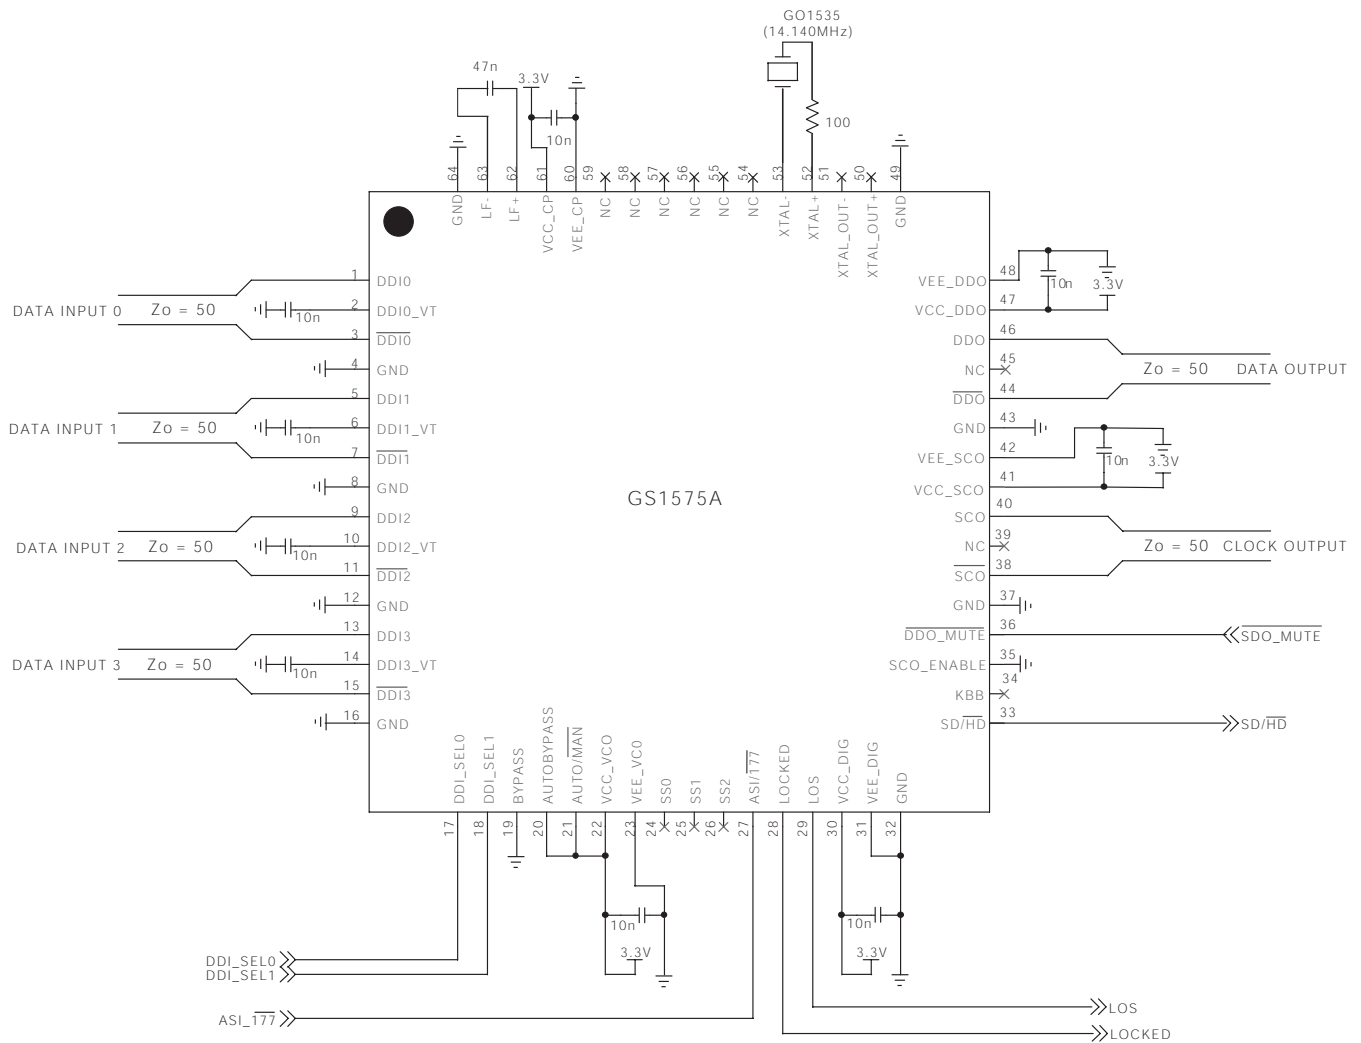 GO1535
(14.140MHz)
47n
3.3V
10n
100
64
63
62
61
60
59
58
57
56
55
54
53
52
51
50
49
GND
LF-
LF+
VCC_CP
VEE_CP
NC
NC
NC
NC
NC
NC
XTAL-
XTAL+
XTAL_OUT-
XTAL_OUT+
GND
DATA INPUT 0
Zo = 50
10n
1
DDI0
2
DDI0_VT
3
DDI0
4
GND
DATA INPUT 1
Zo = 50
10n
5
DDI1
6
DDI1_VT
7
DDI1
8
GND
DATA INPUT 2
Zo = 50
10n
9
DDI2
10
DDI2_VT
11
DDI2
12
GND
DATA INPUT 3
Zo = 50
10n
13
DDI3
14
DDI3_VT
15
DDI3
16
GND
GS1575A
VEE_DDO
48
10n
3.3V
VCC_DDO
47
DDO
46
NC
45
Zo = 50 DATA OUTPUT
DDO
44
GND
43
VEE_SCO
42
10n
3.3V
VCC_SCO
41
SCO
40
NC
39
Zo = 50 CLOCK OUTPUT
SCO
38
GND
37
DDO_MUTE
36
SDO_MUTE
SCO_ENABLE
35
KBB
34
SD/HD
33
SD/HD
DDI_SEL0
DDI_SEL1
BYPASS
AUTOBYPASS
AUTO/MAN
VCC_VCO
VEE_VC0
SS0
SS1
SS2
ASI/177
LOCKED
LOS
VCC_DIG
VEE_DIG
GND
17
18
19
20
21
22
23
24
25
26
27
28
29
30
31
32
10n
3.3V
10n
3.3V
DDI_SEL0
DDI_SEL1
ASI_177
LOS
LOCKED